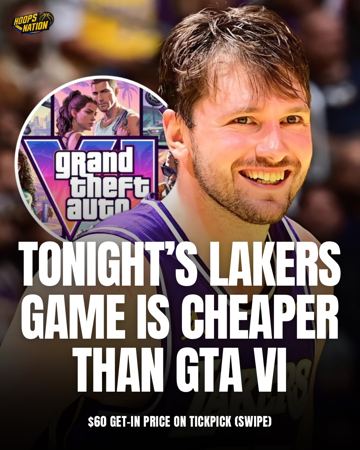 HOOPS
NATION
grand
theft
auto
VI
TONIGHT'S LAKERS
GAME IS CHEAPER
THAN GTA VI
LAKERS
$60 GET-IN PRICE ON TICKPICK (SWIPE)